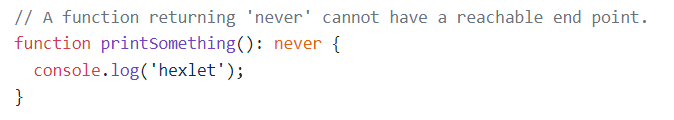 // A function returning 'never' cannot have a reachable end point.
function printSomething(): never {
  console.log('hexlet');
}